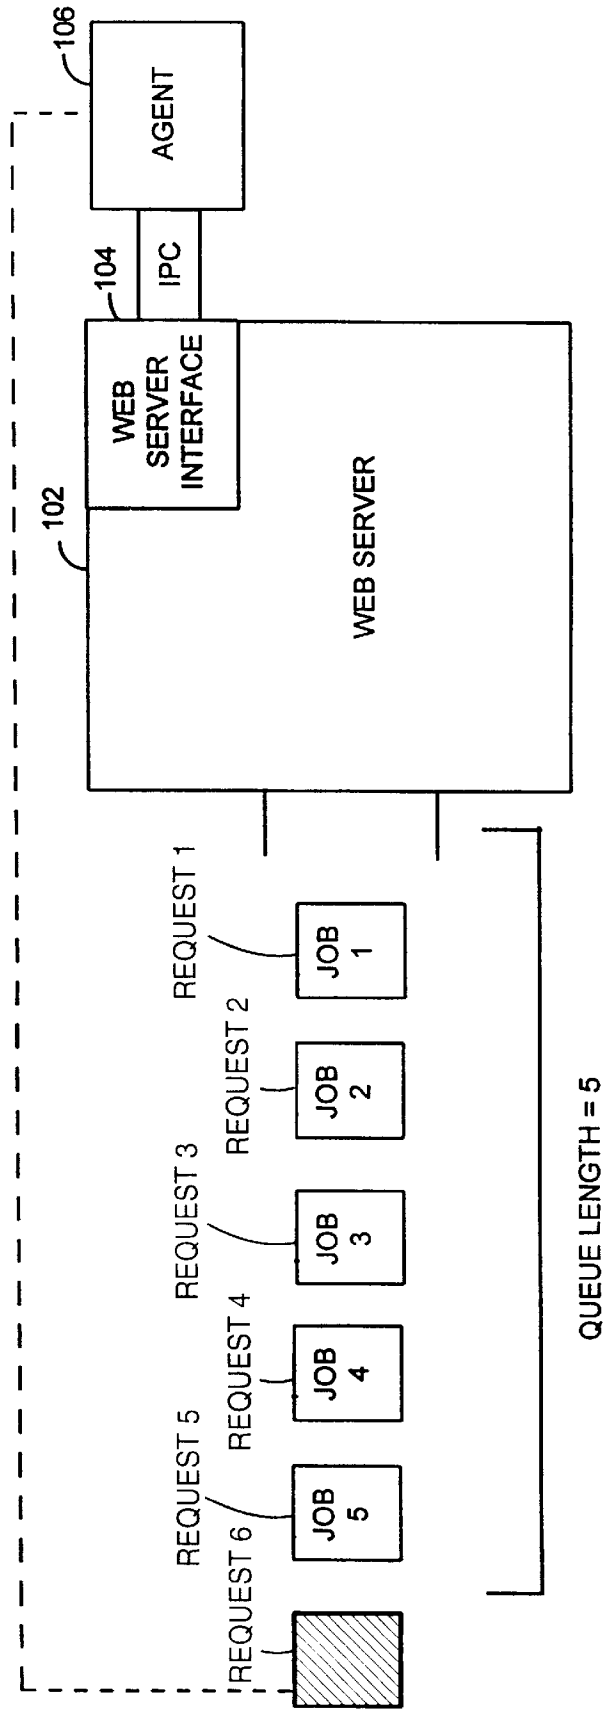 106
AGENT
IPC
104
WEB
SERVER
INTERFACE
102
WEB SERVER
REQUEST 1
JOB
1
REQUEST 2
JOB
2
REQUEST 3
JOB
3
REQUEST 4
JOB
4
REQUEST 5
JOB
5
REQUEST 6
QUEUE LENGTH = 5